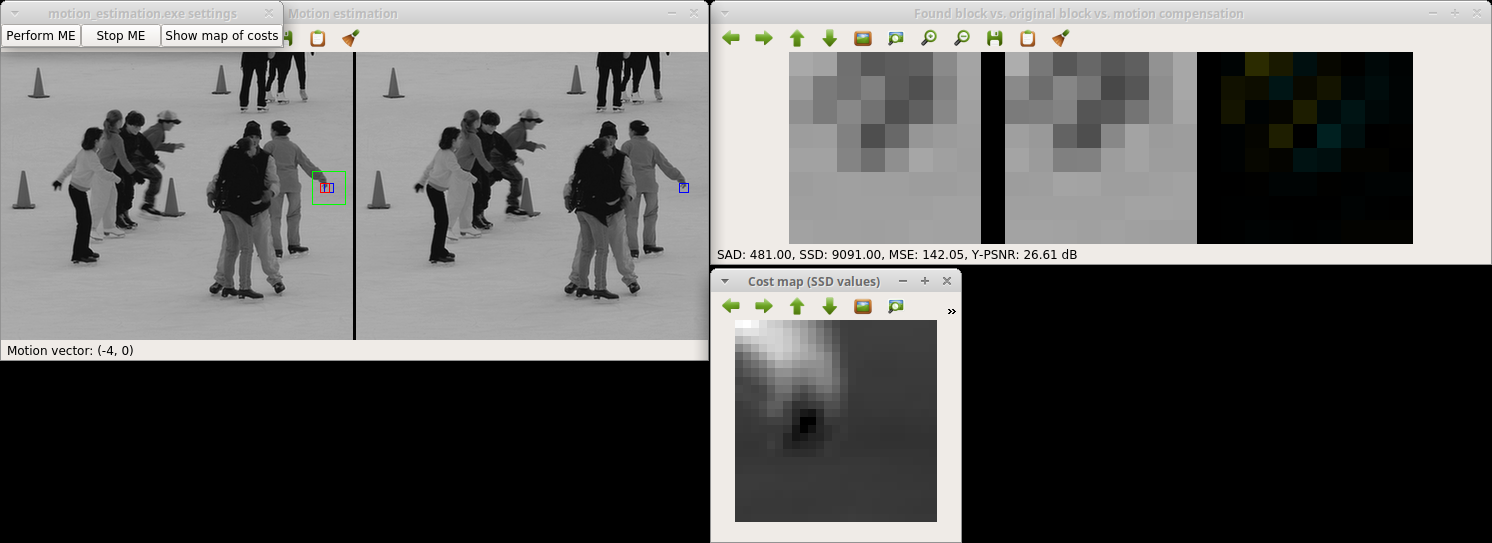 motion_estimation.exe settings
Motion estimation
Perform ME
Stop ME
Show map of costs
Motion vector: (-4, 0)
Found block vs. original block vs. motion compensation
SAD: 481.00, SSD: 9091.00, MSE: 142.05, Y-PSNR: 26.61 dB
Cost map (SSD values)